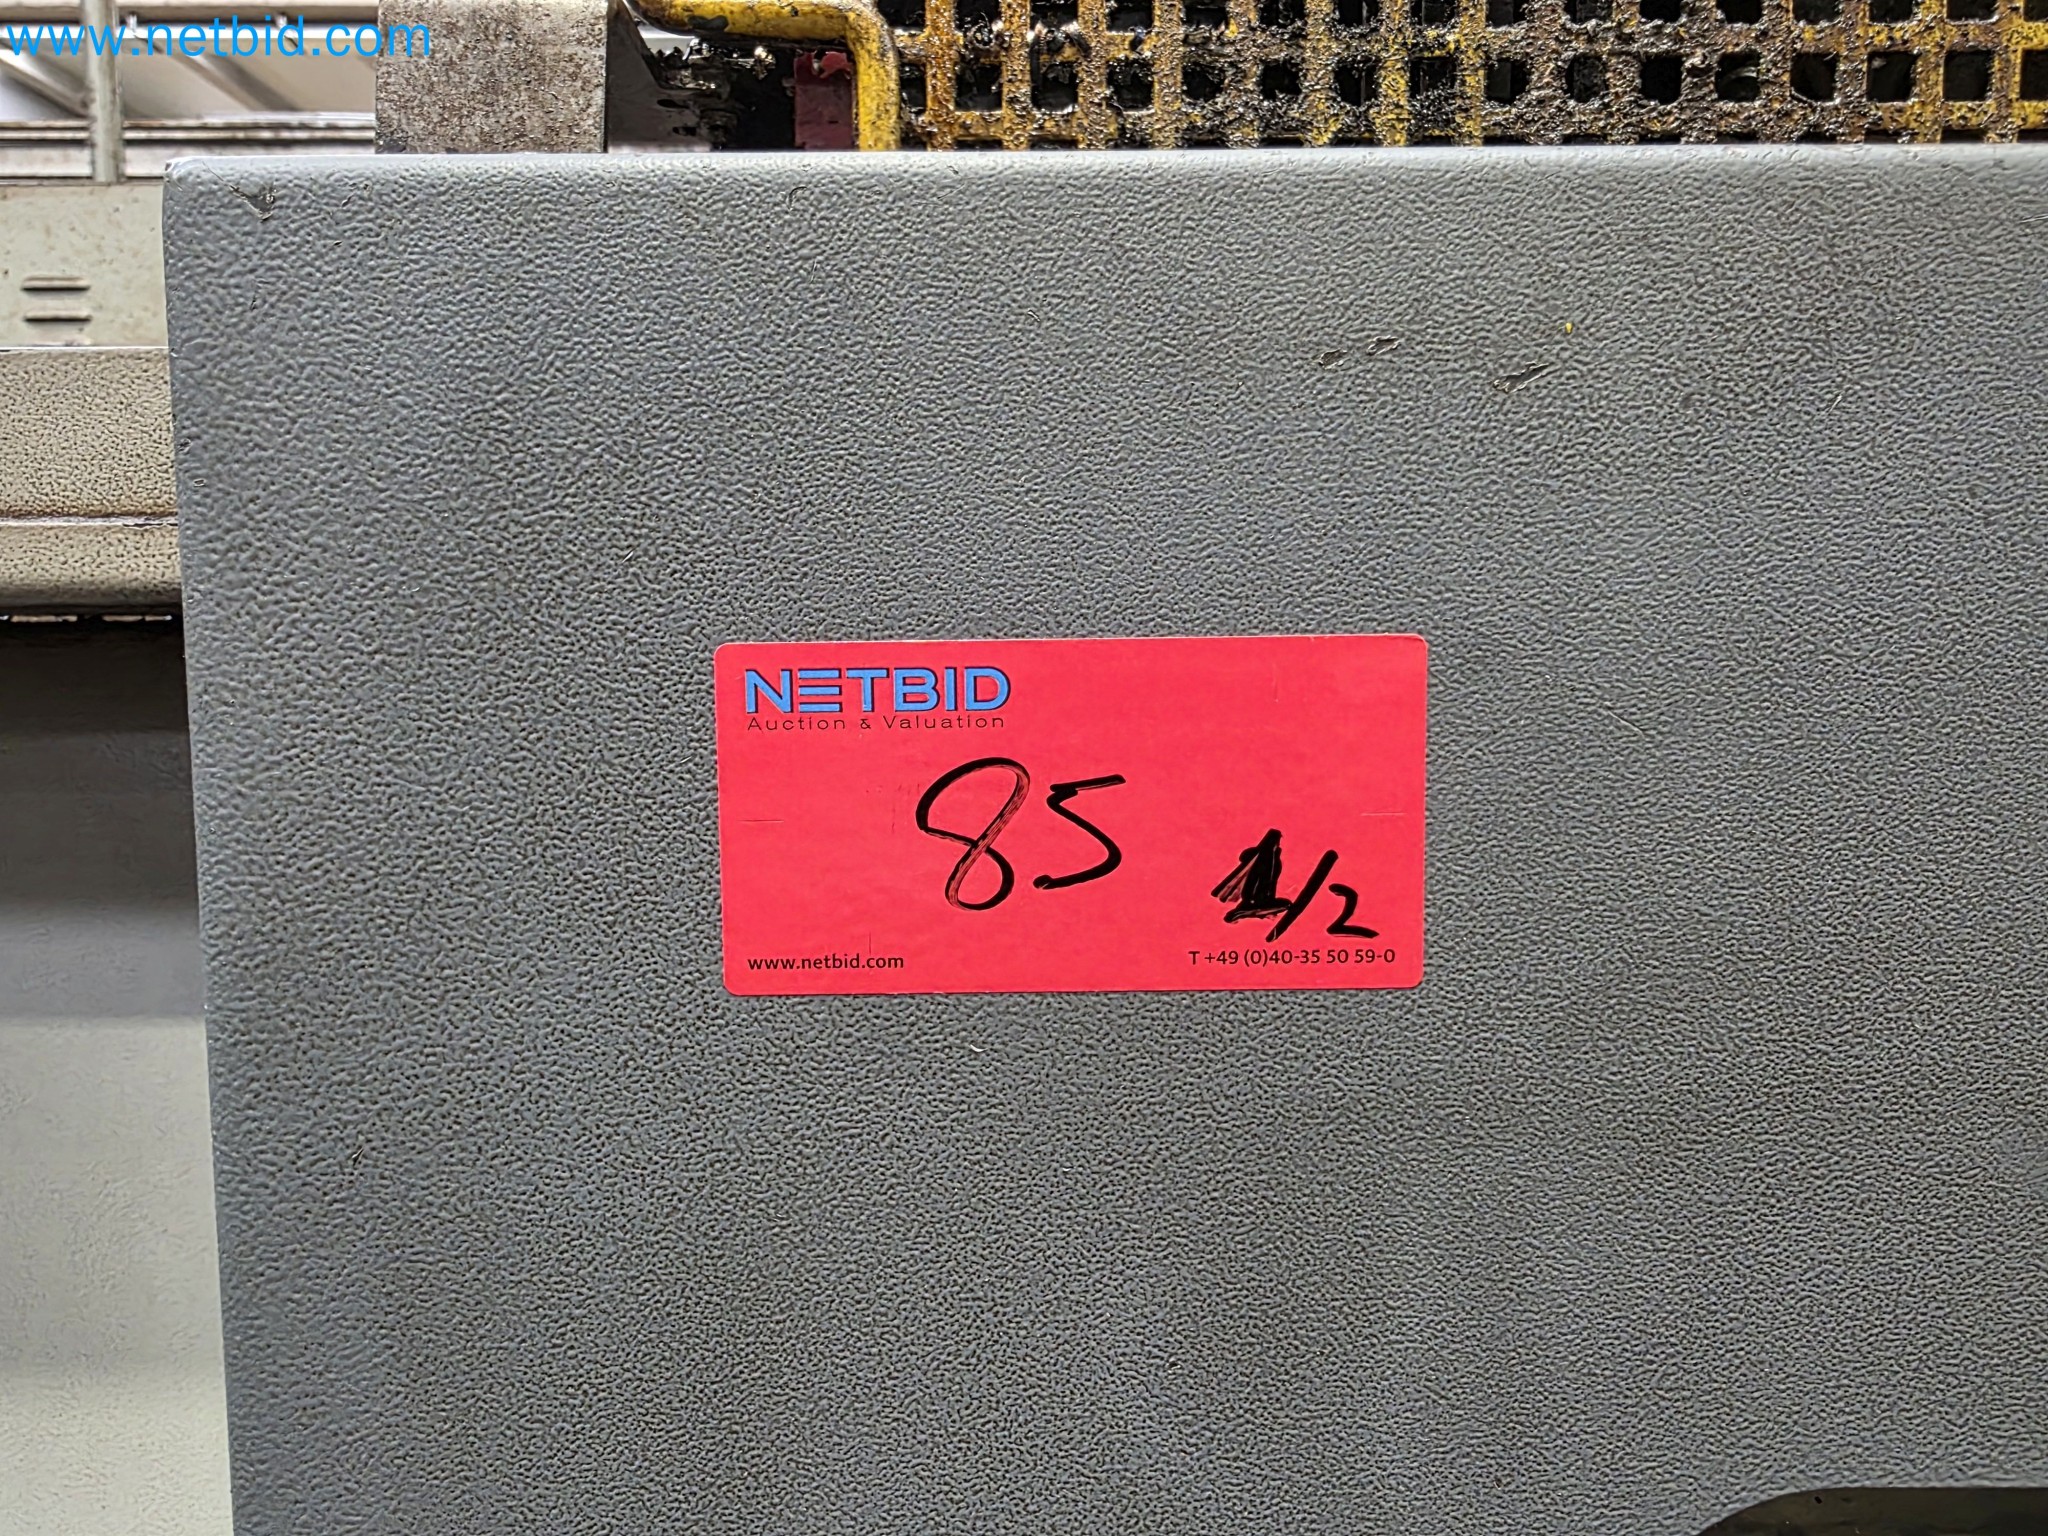 www.netbid.com
NETBID
Auction & Valuation
85
1/2
www.netbid.com
T +49 (0)40-35 50 59-0